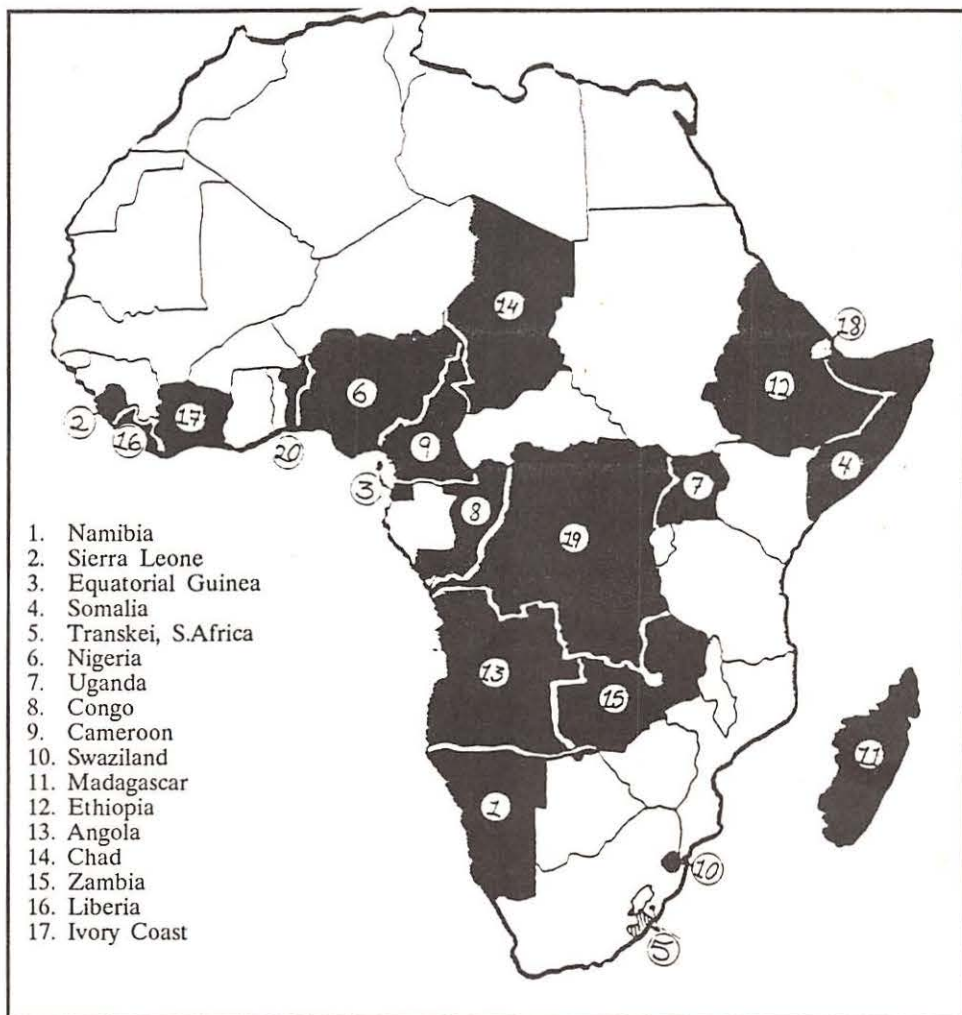 14
18
12
6
2
16
17
20
9
3
4
7
8
19
1. Namibia
2. Sierra Leone
3. Equatorial Guinea
4. Somalia
5. Transkei, S.Africa
6. Nigeria
7. Uganda
8. Congo
9. Cameroon
10. Swaziland
11. Madagascar
12. Ethiopia
13. Angola
14. Chad
15. Zambia
16. Liberia
17. Ivory Coast
13
15
11
1
10
5